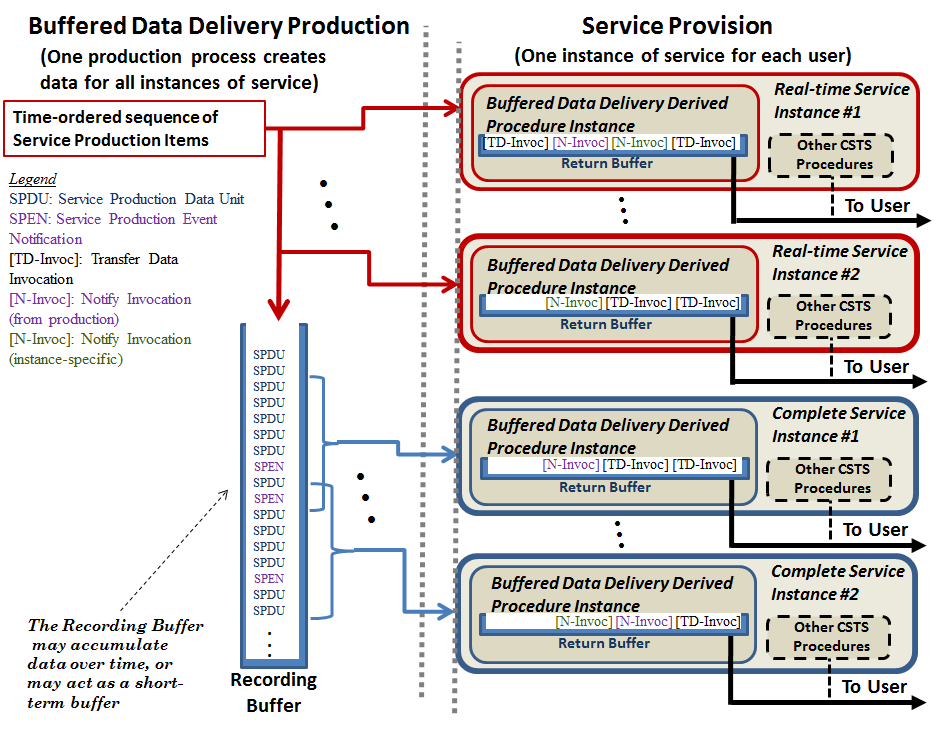 Buffered Data Delivery Production
(One production process creates
data for all instances of service)
Time-ordered sequence of
Service Production Items
Legend
SPDU: Service Production Data Unit
SPEN: Service Production Event
Notification
[TD-Invoc]: Transfer Data
Invocation
[N-Invoc]: Notify Invocation
(from production)
[N-Invoc]: Notify Invocation
(instance-specific)
SPDU
SPDU
SPDU
SPDU
SPDU
SPDU
SPDU
SPEN
SPDU
SPEN
SPDU
SPDU
SPDU
SPDU
SPEN
SPDU
SPDU
Recording
Buffer
The Recording Buffer
may accumulate
data over time, or
may act as a short-
term buffer
Service Provision
(One instance of service for each user)
Buffered Data Delivery Derived
Procedure Instance
[TD-Invoc] [N-Invoc] [N-Invoc] [TD-Invoc]
Return Buffer
Real-time Service
Instance #1
Other CSTS
Procedures
To User
Buffered Data Delivery Derived
Procedure Instance
[N-Invoc] [TD-Invoc] [TD-Invoc]
Return Buffer
Real-time Service
Instance #2
Other CSTS
Procedures
To User
Buffered Data Delivery Derived
Procedure Instance
[N-Invoc] [TD-Invoc] [TD-Invoc]
Return Buffer
Complete Service
Instance #1
Other CSTS
Procedures
To User
Buffered Data Delivery Derived
Procedure Instance
[N-Invoc] [N-Invoc] [TD-Invoc]
Return Buffer
Complete Service
Instance #2
Other CSTS
Procedures
To User